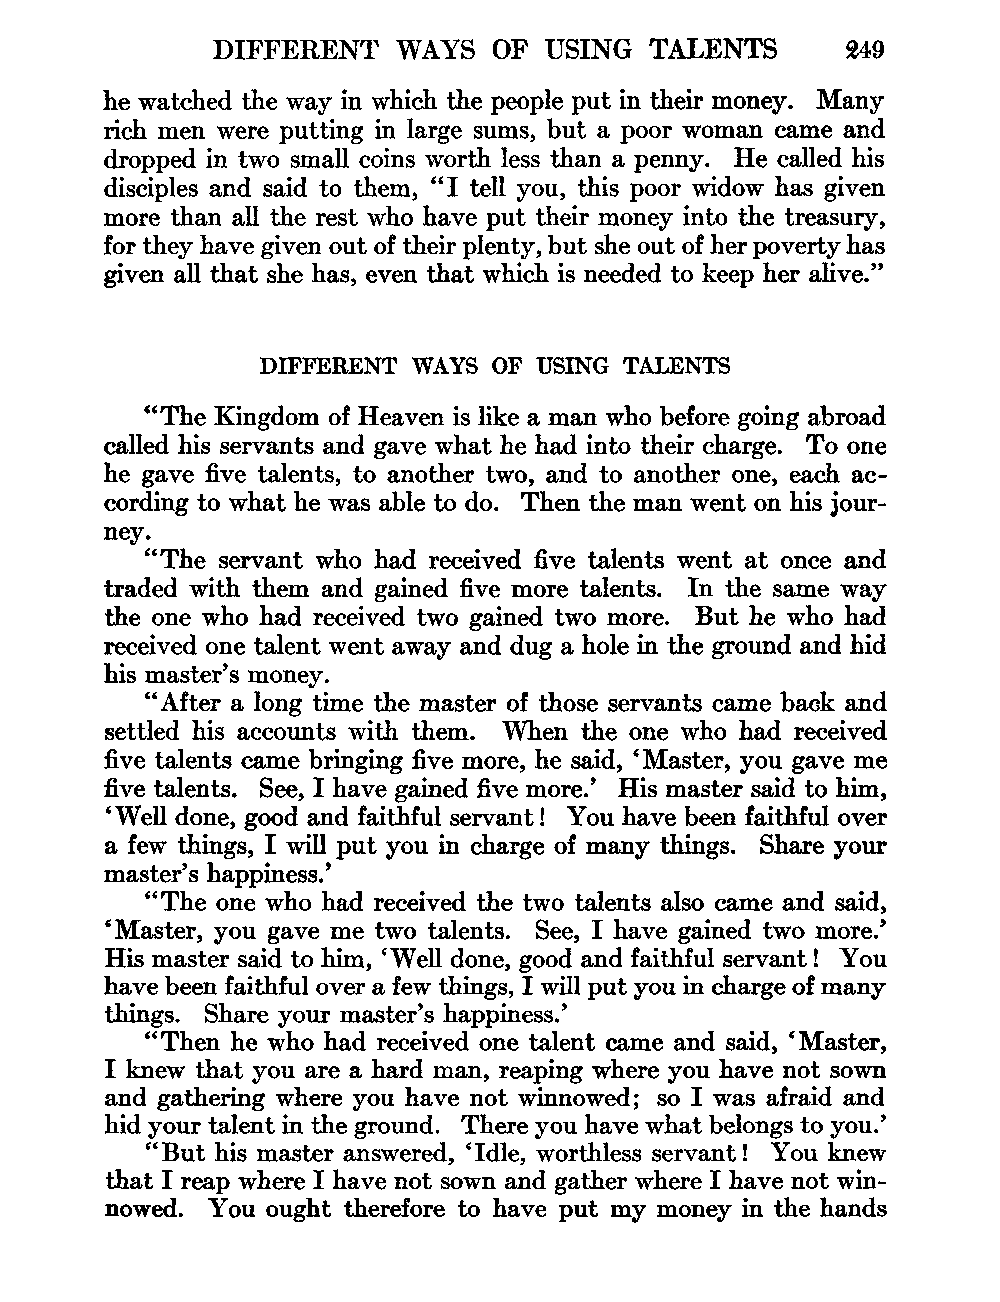 DIFFERENT WAYS OF USING TALENTS 249
he watched the way in which the people put in their money. Many
rich men were putting in large sums, but a poor woman came and
dropped in two small coins worth less than a penny. He called his
disciples and said to them, “I tell you, this poor widow has given
more than all the rest who have put their money into the treasury,
for they have given out of their plenty, but she out of her poverty has
given all that she has, even that which is needed to keep her alive.”
DIFFERENT WAYS OF USING TALENTS
“The Kingdom of Heaven is like a man who before going abroad
called his servants and gave what he had into their charge. To one
he gave five talents, to another two, and to another one, each ac-
cording to what he was able to do. Then the man went on his jour-
ney.
“The servant who had received five talents went at once and
traded with them and gained five more talents. In the same way
the one who had received two gained two more. But he who had
received one talent went away and dug a hole in the ground and hid
his master’s money.
“After a long time the master of those servants came back and
settled his accounts with them. When the one who had received
five talents came bringing five more, he said, ‘Master, you gave me
five talents. See, I have gained five more.’ His master said to him,
‘Well done, good and faithful servant! You have been faithful over
a few things, I will put you in charge of many things. Share your
master’s happiness.’
“The one who had received the two talents also came and said,
‘Master, you gave me two talents. See, I have gained two more.’
His master said to him, ‘Well done, good and faithful servant! You
have been faithful over a few things, I will put you in charge of many
things. Share your master’s happiness.’
“Then he who had received one talent came and said, ‘Master,
I knew that you are a hard man, reaping where you have not sown
and gathering where you have not winnowed; so I was afraid and
hid your talent in the ground. There you have what belongs to you.’
“But his master answered, ‘Idle, worthless servant! You knew
that I reap where I have not sown and gather where I have not win-
nowed. You ought therefore to have put my money in the hands